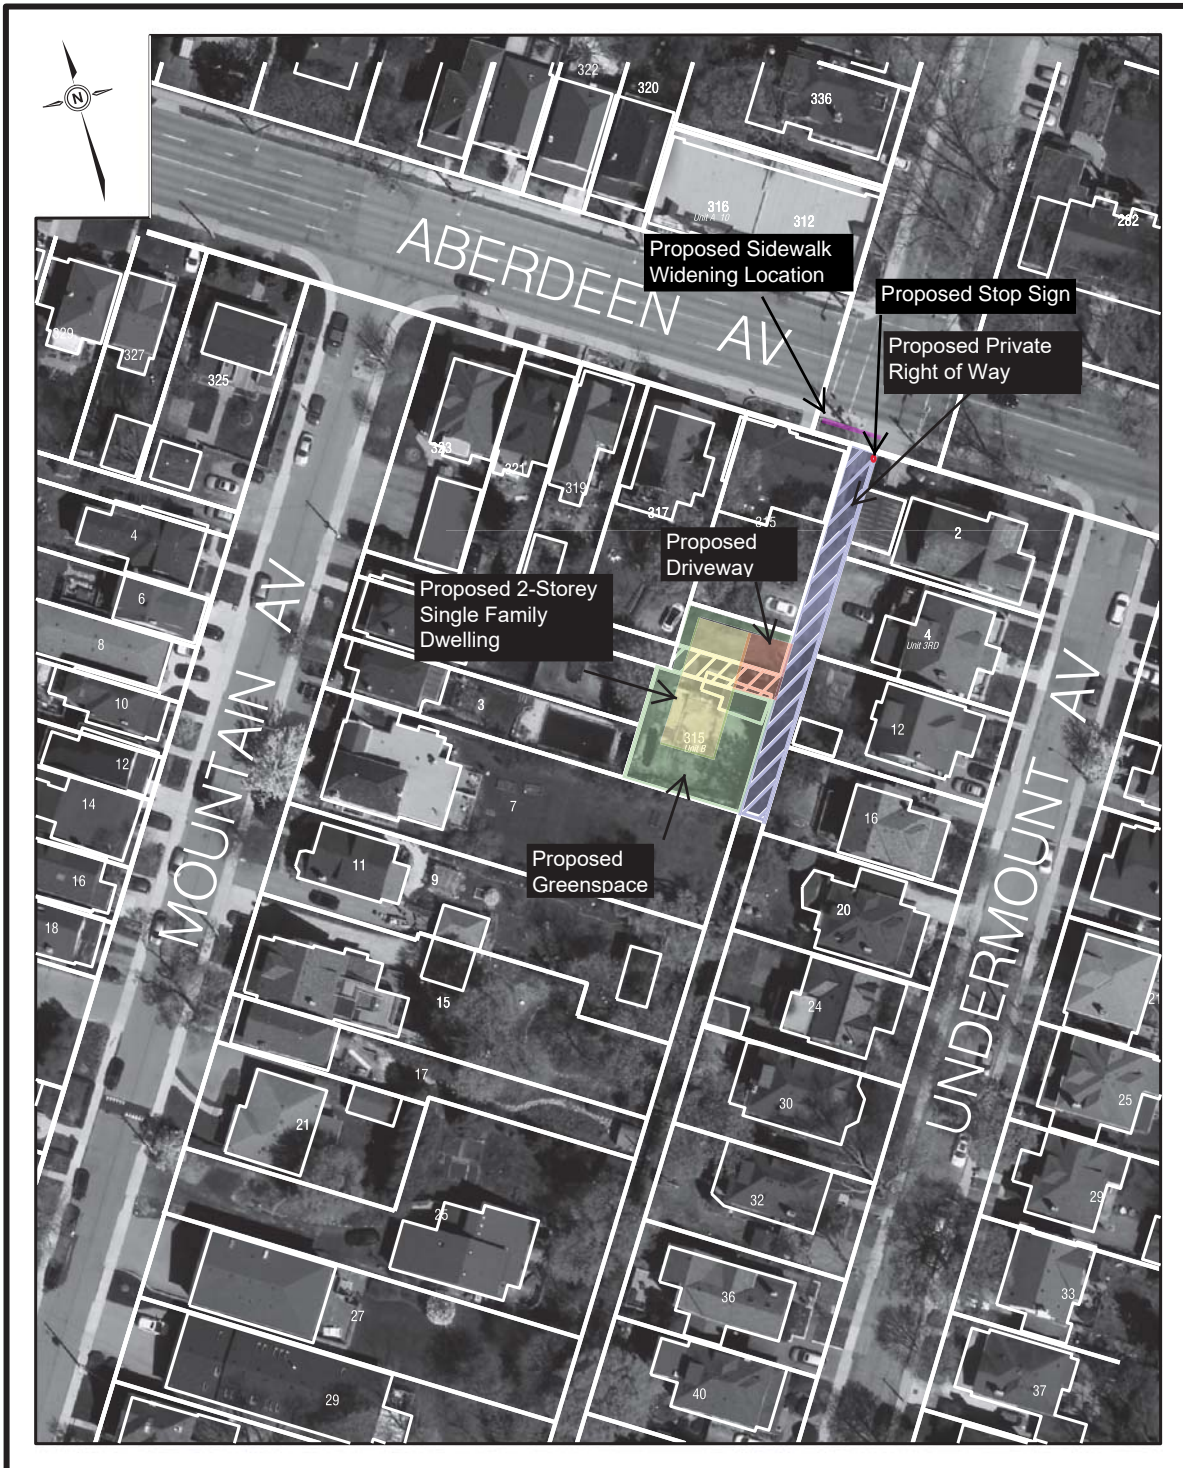 N
322
320
336
316
Unit A 10
312
282
ABERDEEN AV
Proposed Sidewalk
Widening Location
Proposed Stop Sign
Proposed Private
Right of Way
329
327
325
323
321
319
317
315
2
Proposed
Driveway
Proposed 2-Storey
Single Family
Dwelling
4
6
8
10
12
14
16
18
MOUNTAIN AV
3
4
Unit 3RD
12
315
Unit B
7
16
Proposed
Greenspace
11
9
20
15
24
UNDERMOUNT AV
21
17
30
25
21
32
29
25
36
33
27
40
37
29